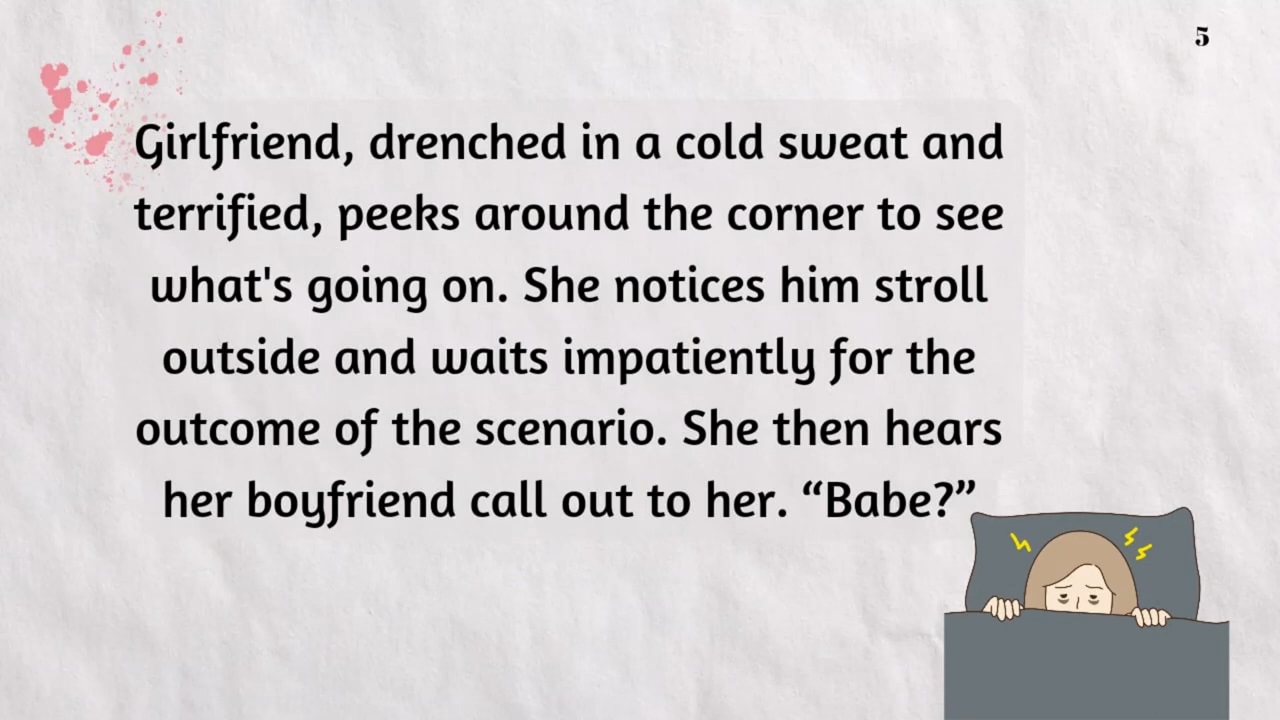 5
Girlfriend, drenched in a cold sweat and
terrified, peeks around the corner to see
what's going on. She notices him stroll
outside and waits impatiently for the
outcome of the scenario. She then hears
her boyfriend call out to her. “Babe?”